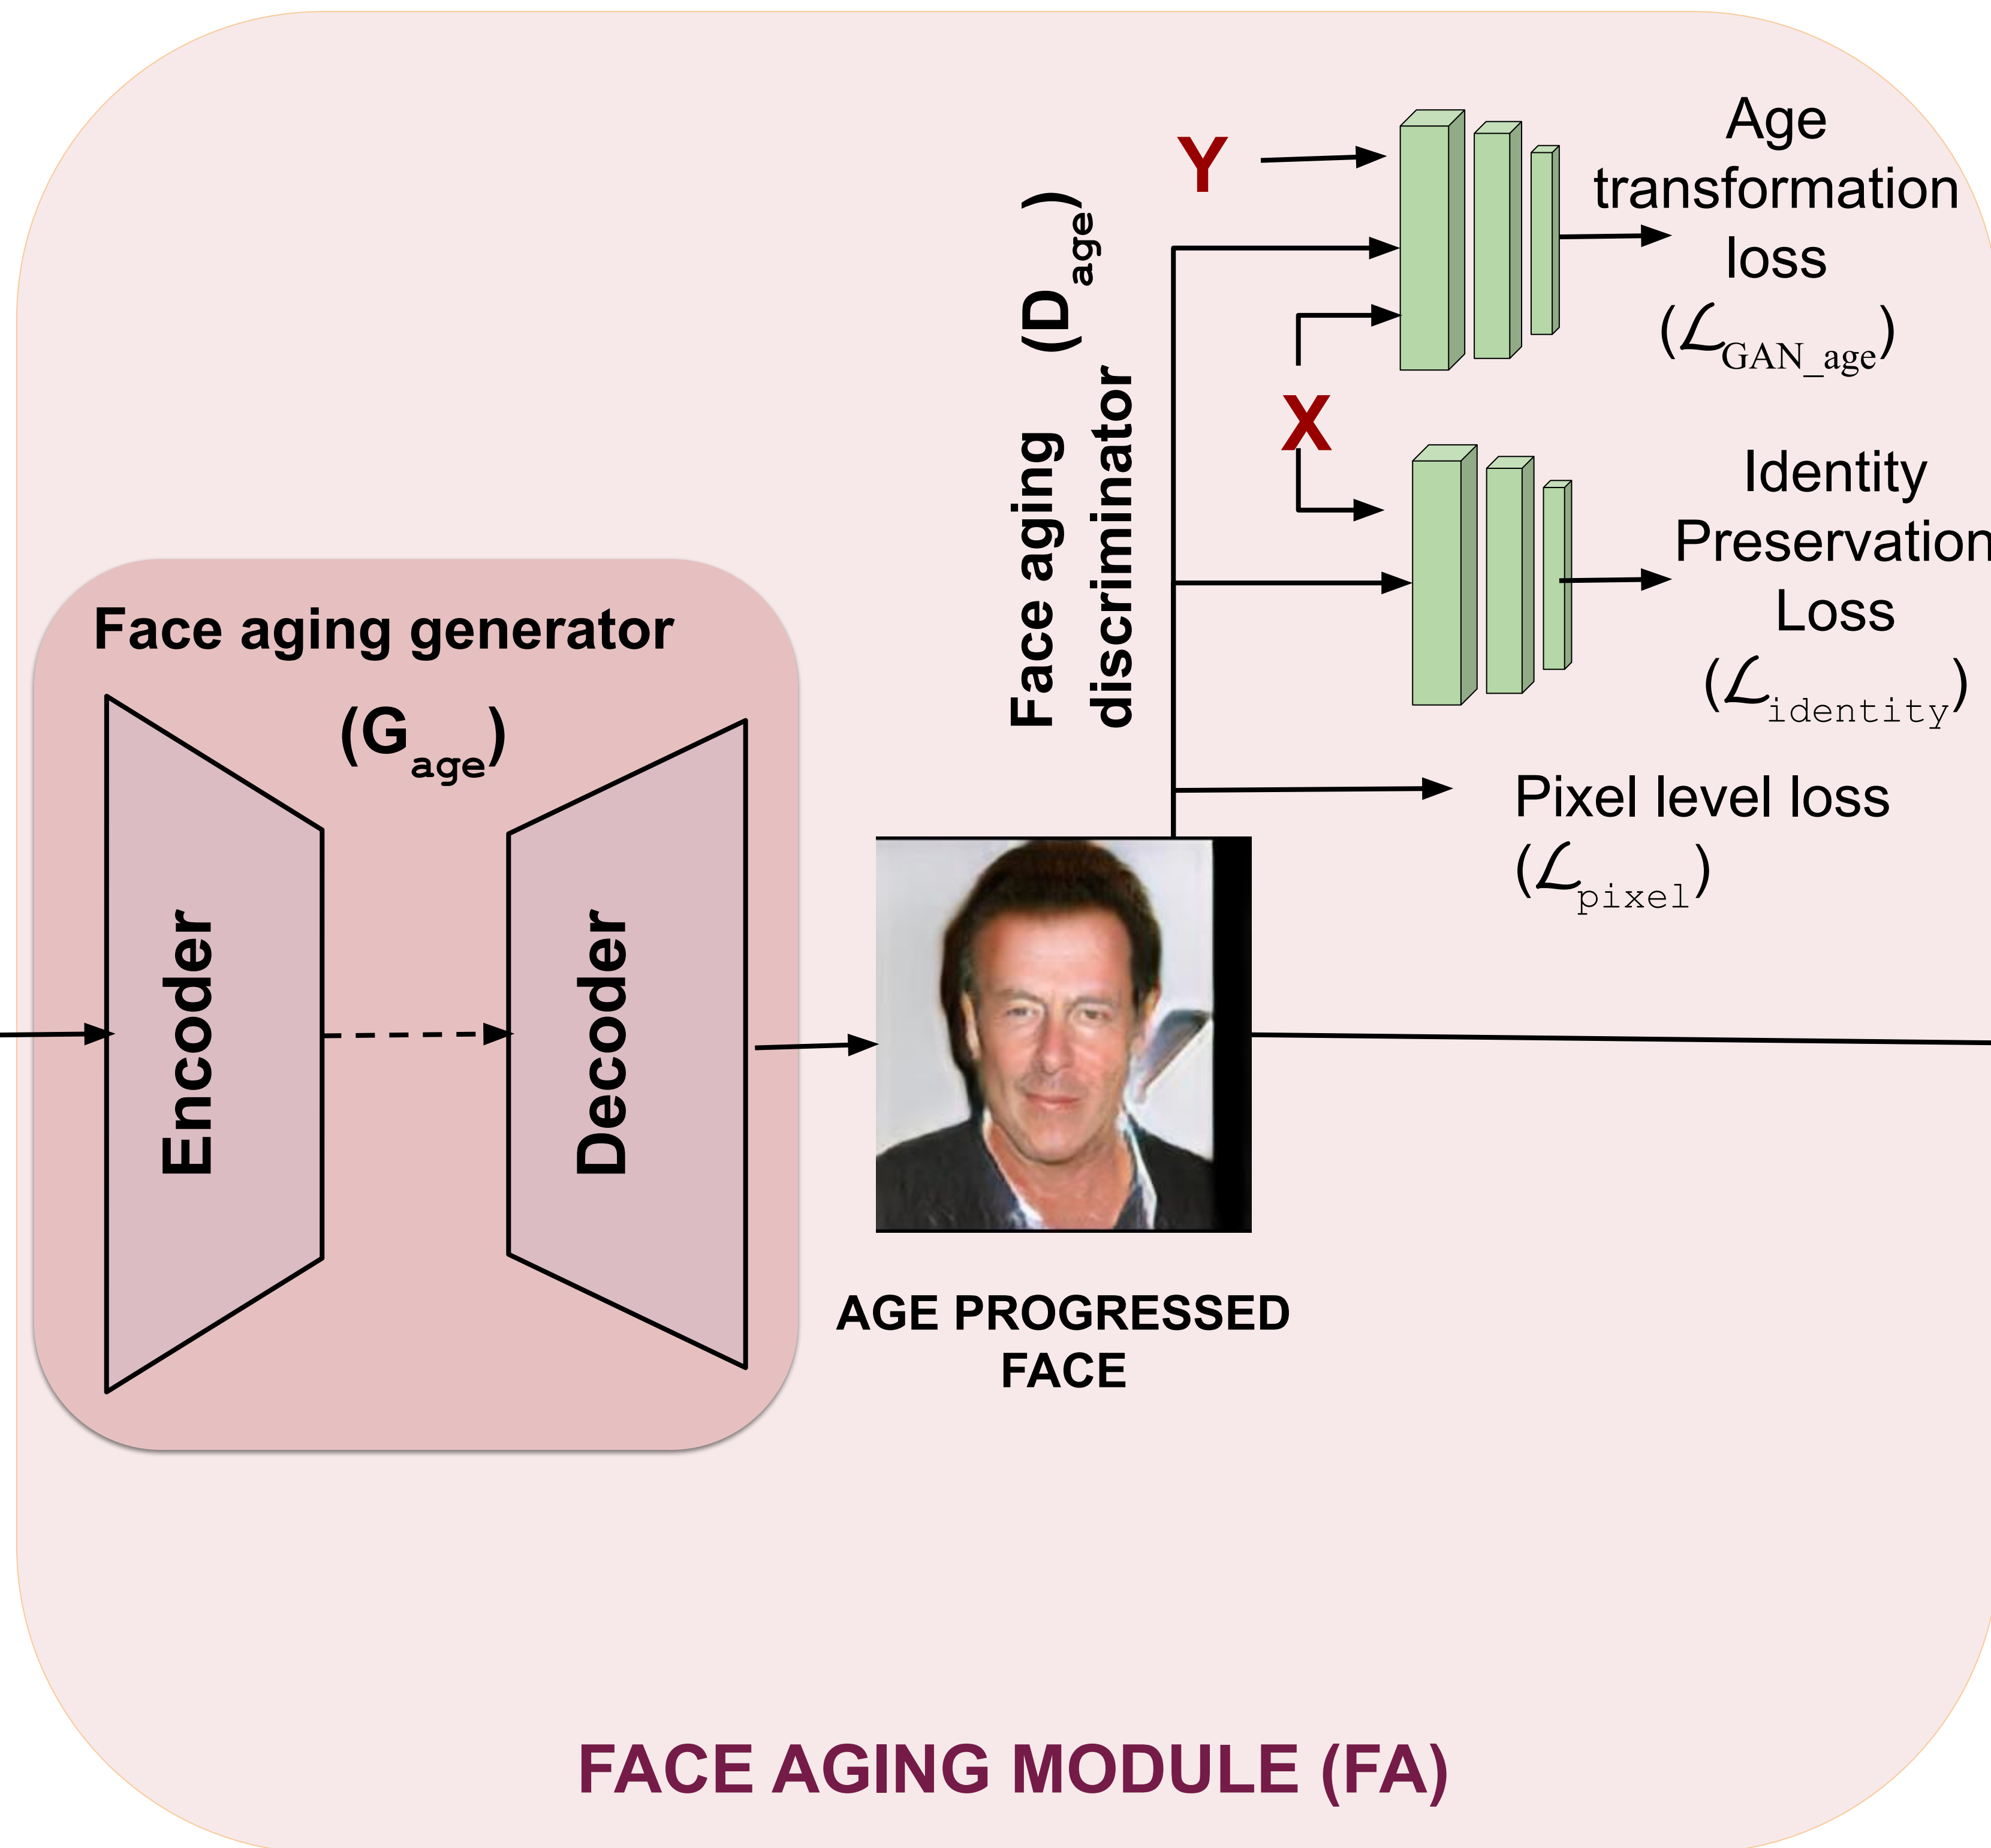 Y
Age
transformation
loss
(ℒGAN_age)
Face aging (Dage)
discriminator
X
Identity
Preservation
Loss
(ℒidentity)
Face aging generator
(Gage)
Pixel level loss
(ℒpixel)
Encoder
Decoder
AGE PROGRESSED
FACE
FACE AGING MODULE (FA)